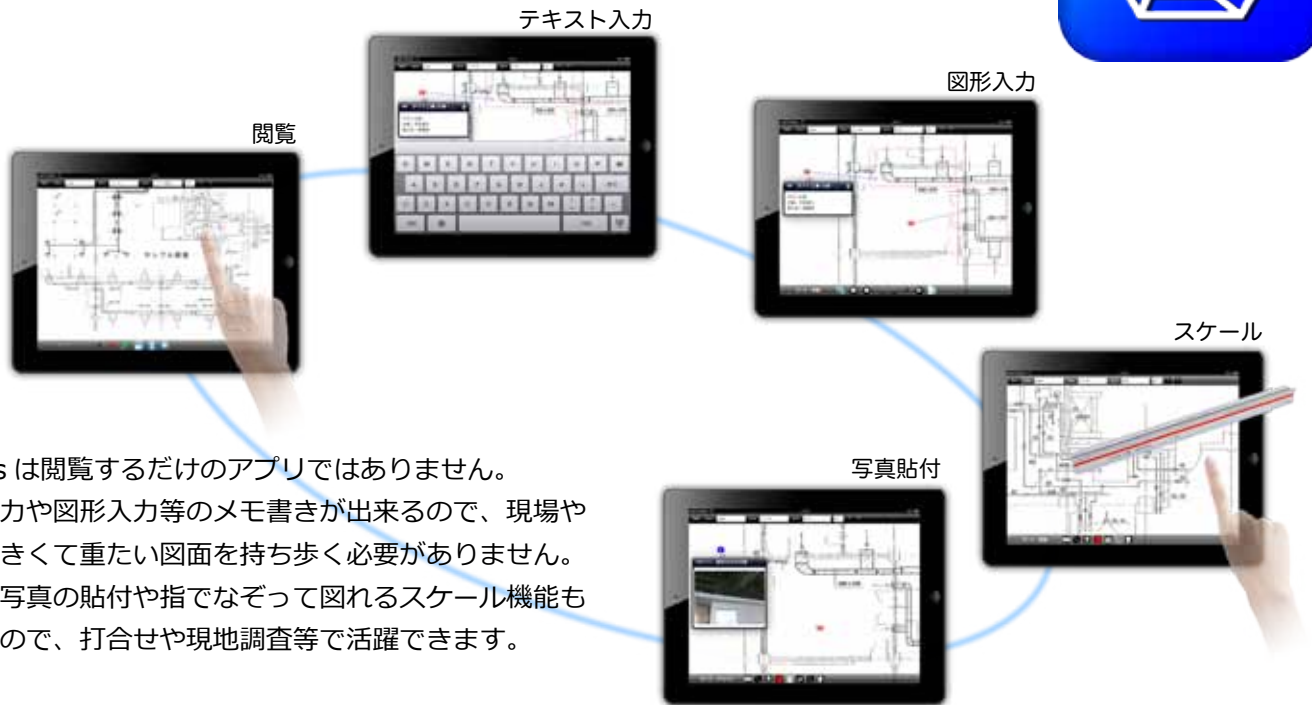 テキスト入力
図形入力
閲覧
スケール
写真貼付
s は閲覧するだけのアプリではありません。
力や図形入力等のメモ書きが出来るので、現場や
きくて重たい図面を持ち歩く必要がありません。
写真の貼付や指でなぞって図れるスケール機能も
ので、打合せや現地調査等で活躍できます。
サンプル図面